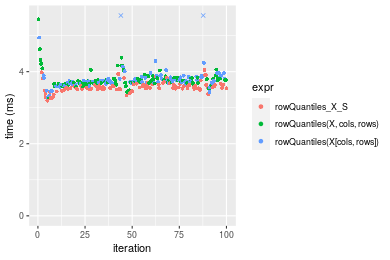 time (ms)
4
2
0
0
25
50
75
100
iteration
expr
rowQuantiles_X_S
rowQuantiles(X, cols, rows)
rowQuantiles(X[cols, rows])